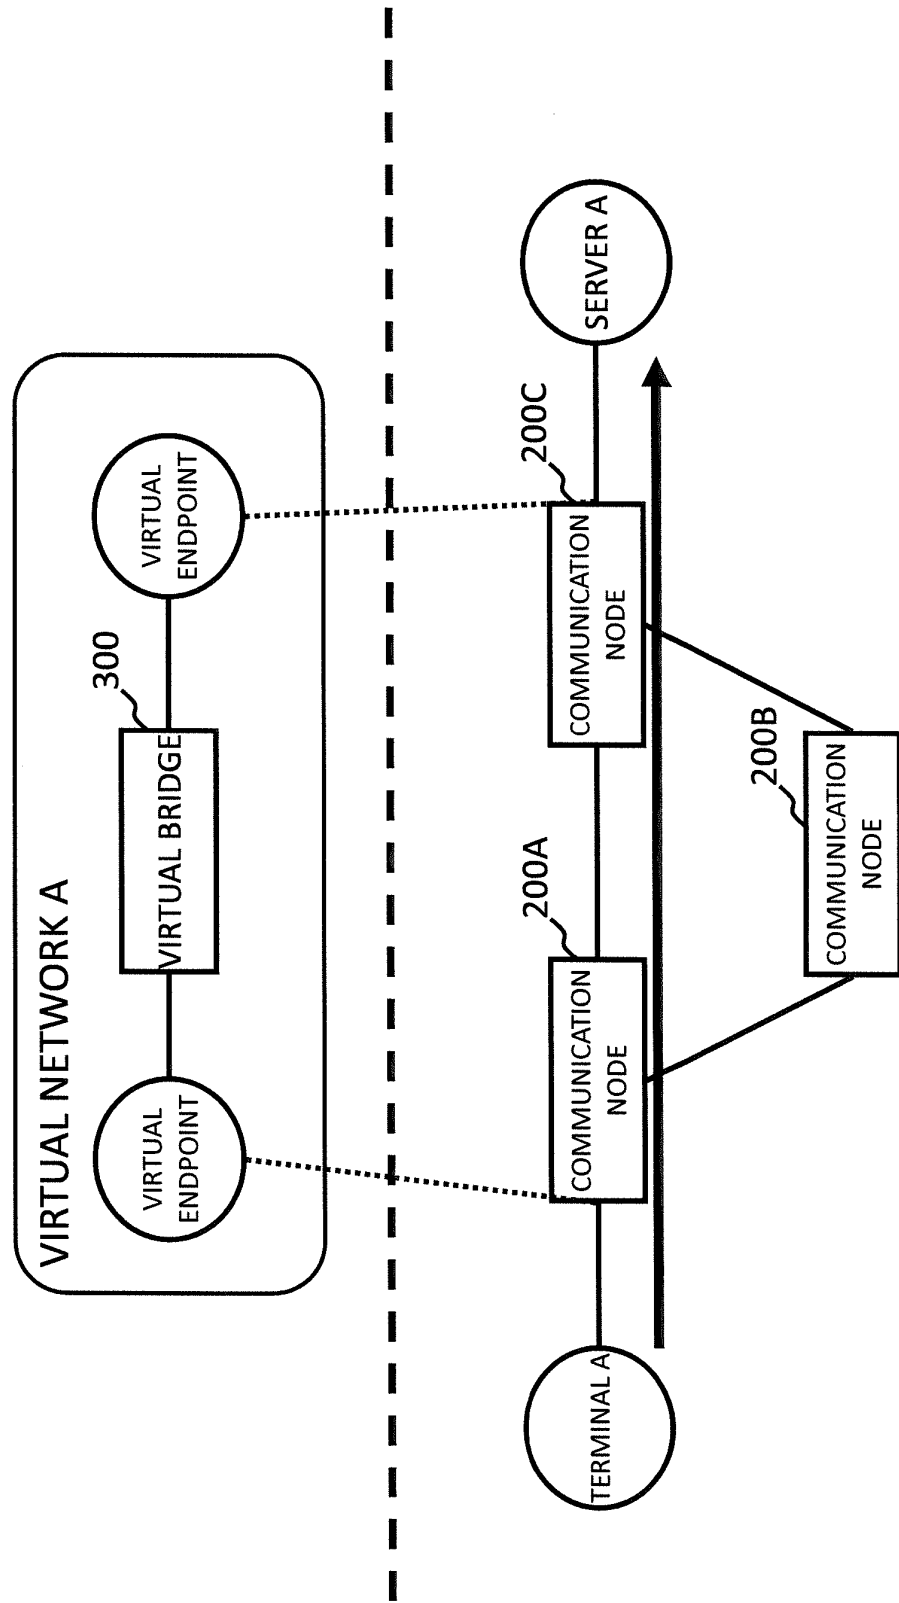 VIRTUAL NETWORK A
VIRTUAL
ENDPOINT
300
VIRTUAL BRIDGE
VIRTUAL
ENDPOINT
TERMINAL A
200A
COMMUNICATION
NODE
200C
COMMUNICATION
NODE
SERVER A
200B
COMMUNICATION
NODE